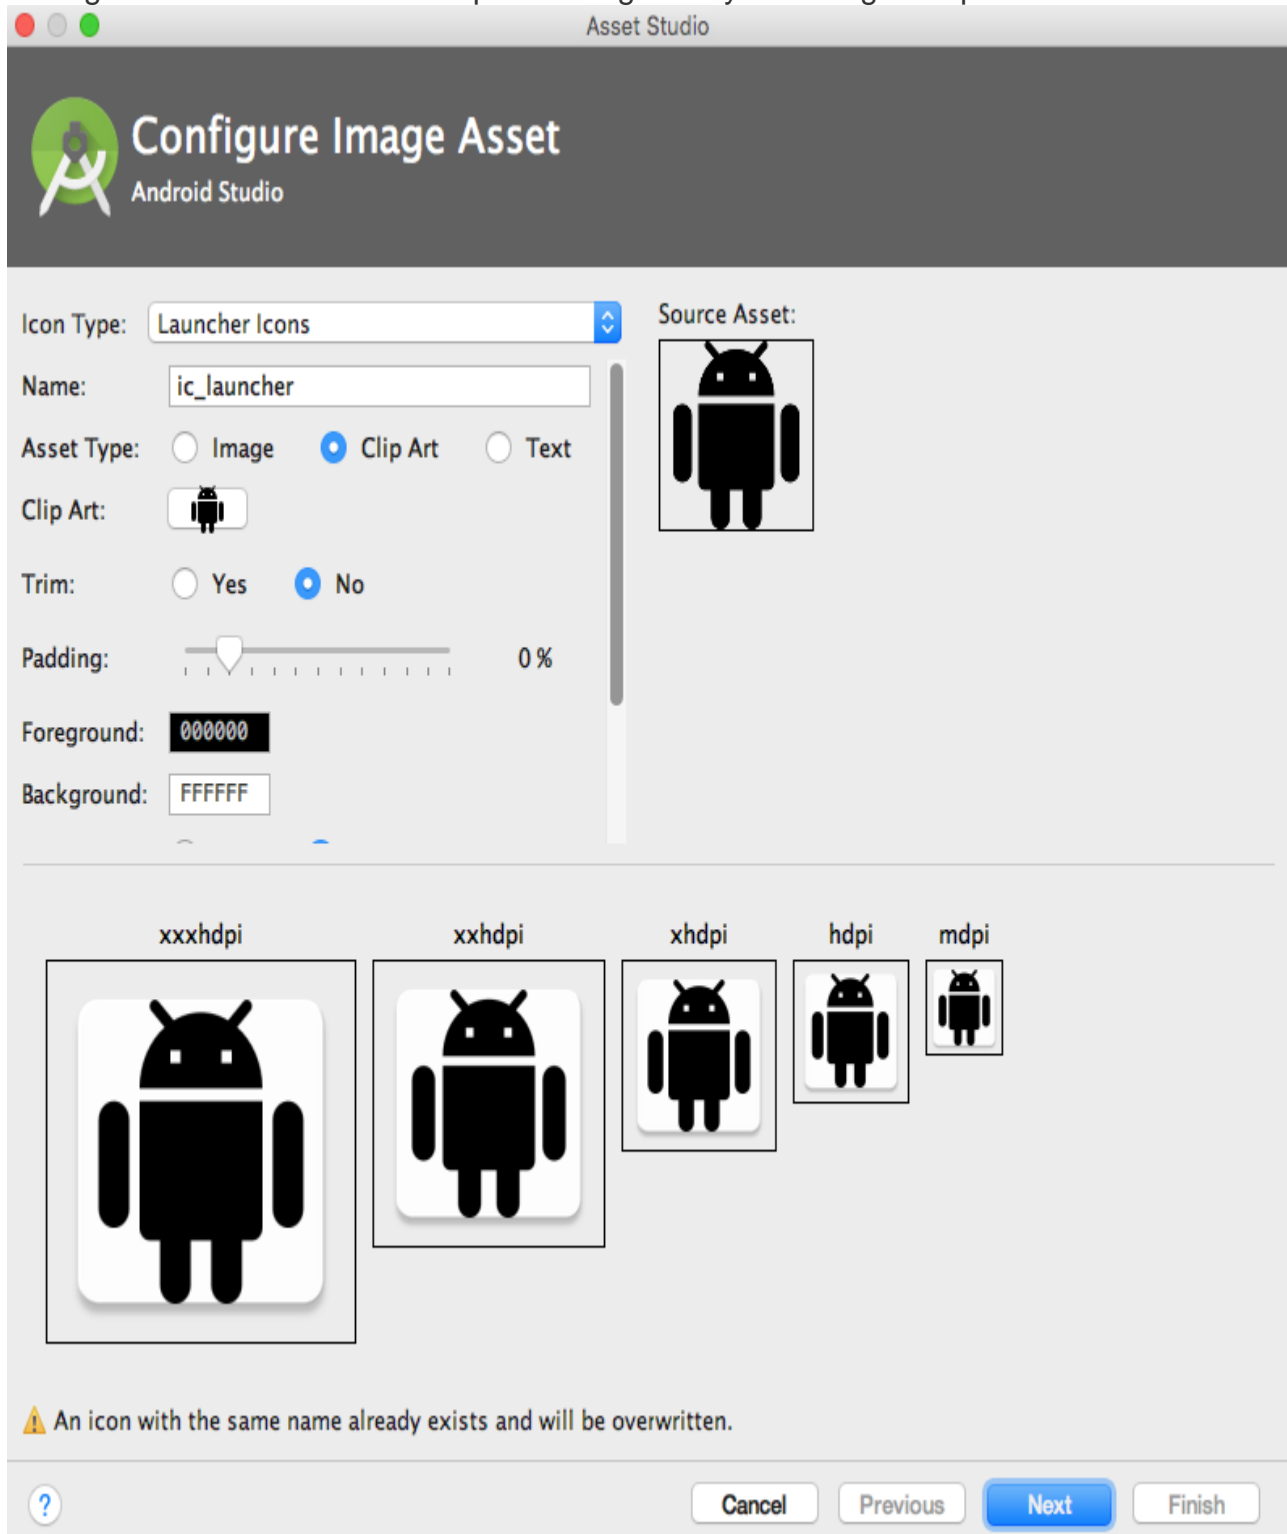 Asset Studio
Configure Image Asset
Android Studio
Icon Type: Launcher Icons
Source Asset:
Name: ic_launcher
Asset Type: Image Clip Art Text
Clip Art:
Trim: Yes No
Padding: 0 %
Foreground: 000000
Background: FFFFFF
xxxhdpi xxhdpi xhdpi hdpi mdpi
An icon with the same name already exists and will be overwritten.
? Cancel Previous Next Finish